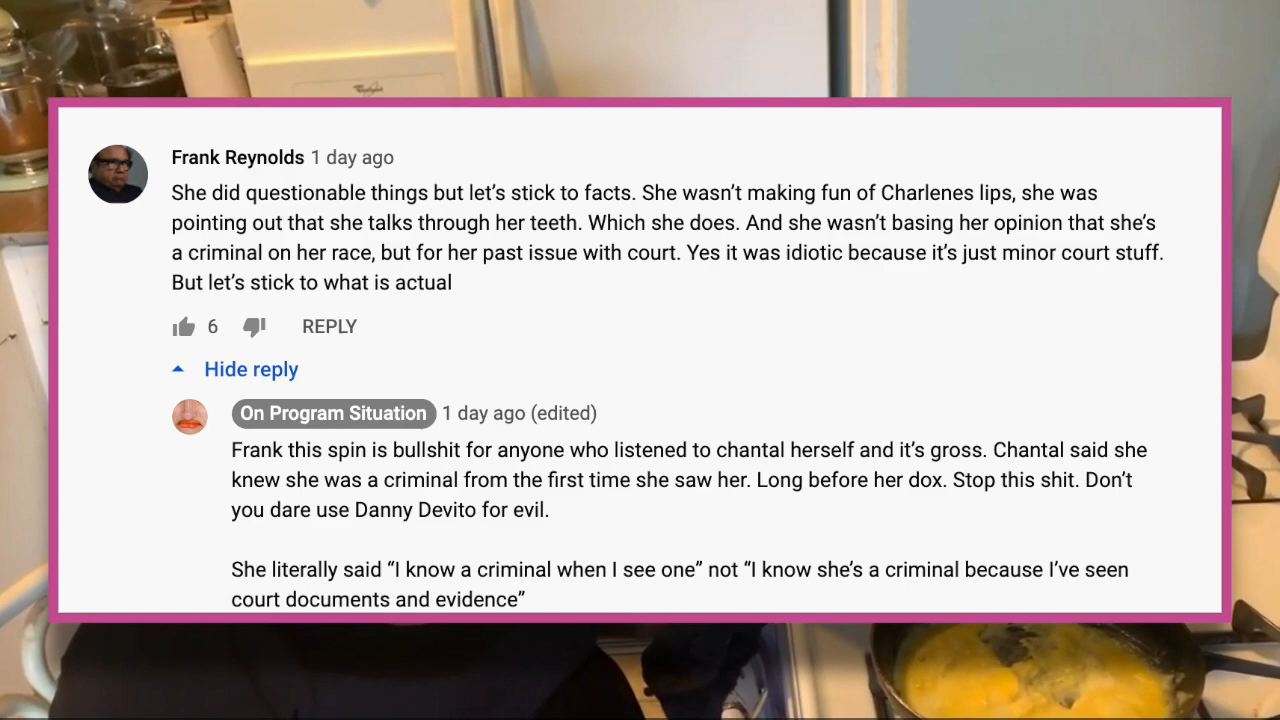 Whirlpool
Frank Reynolds 1 day ago
She did questionable things but let’s stick to facts. She wasn’t making fun of Charlenes lips, she was
pointing out that she talks through her teeth. Which she does. And she wasn’t basing her opinion that she’s
a criminal on her race, but for her past issue with court. Yes it was idiotic because it’s just minor court stuff.
But let’s stick to what is actual
6 REPLY
Hide reply
On Program Situation 1 day ago (edited)
Frank this spin is bullshit for anyone who listened to chantal herself and it’s gross. Chantal said she
knew she was a criminal from the first time she saw her. Long before her dox. Stop this shit. Don’t
you dare use Danny Devito for evil.
She literally said “I know a criminal when I see one” not “I know she’s a criminal because I’ve seen
court documents and evidence”